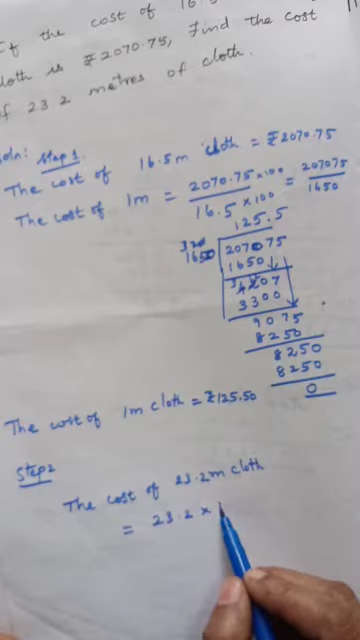 If the cost of 16.5
cloth is ₹2070.75, Find the cost
of 23.2 metres of cloth.
Soln: Step 1.
The cost of 16.5m cloth = ₹2070.75
The cost of 1m = 2070.75 × 100 / 16.5 × 100 = 207075 / 1650
125.5
1650 207075
1650
4207
3300
9075
8250
8250
8250
0
The cost of 1m cloth = ₹125.50
Step 2
The cost of 23.2m cloth
= 23.2 ×